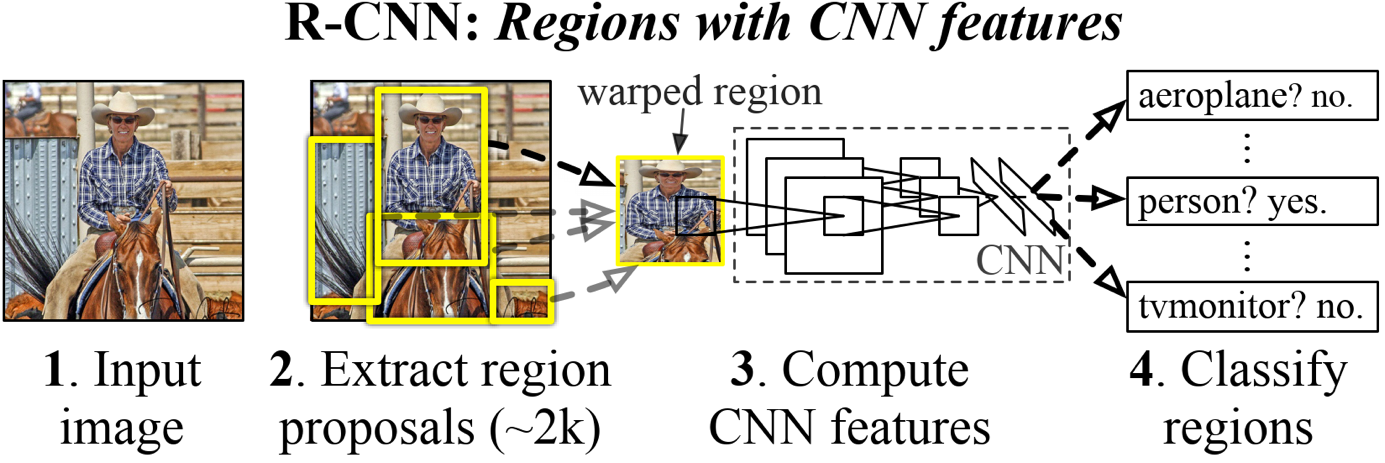 R-CNN: Regions with CNN features
warped region
aeroplane? no.
⋮
person? yes.
CNN
⋮
tvmonitor? no.
1. Input
image
2. Extract region
proposals (~2k)
3. Compute
CNN features
4. Classify
regions